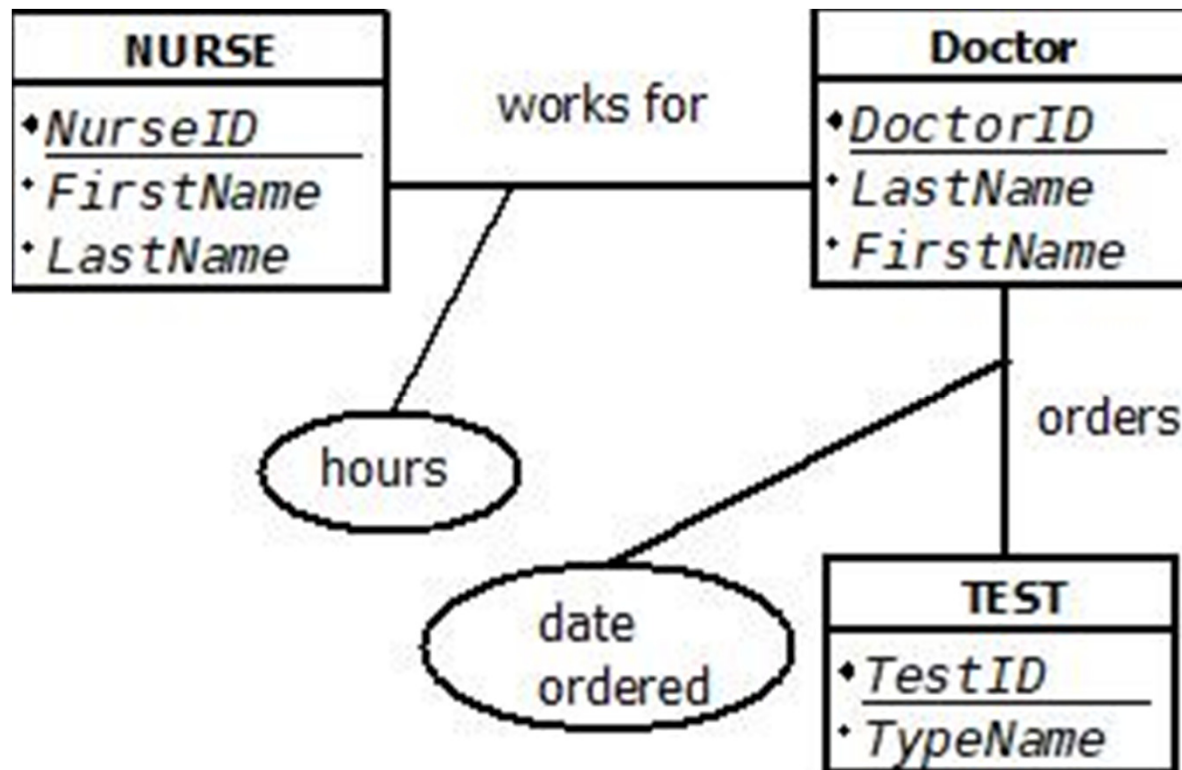 NURSE
NurseID
FirstName
LastName
works for
Doctor
DoctorID
LastName
FirstName
hours
orders
date
ordered
TEST
TestID
TypeName